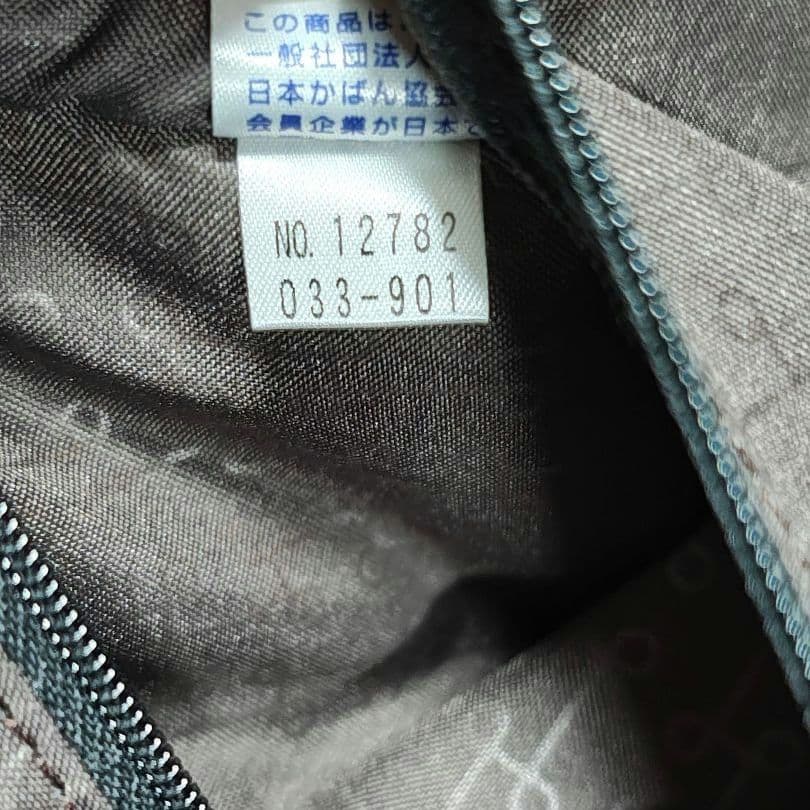 この商品は
一般社団法人
日本かばん協会
会員企業が日本で
NO. 12782
033-901